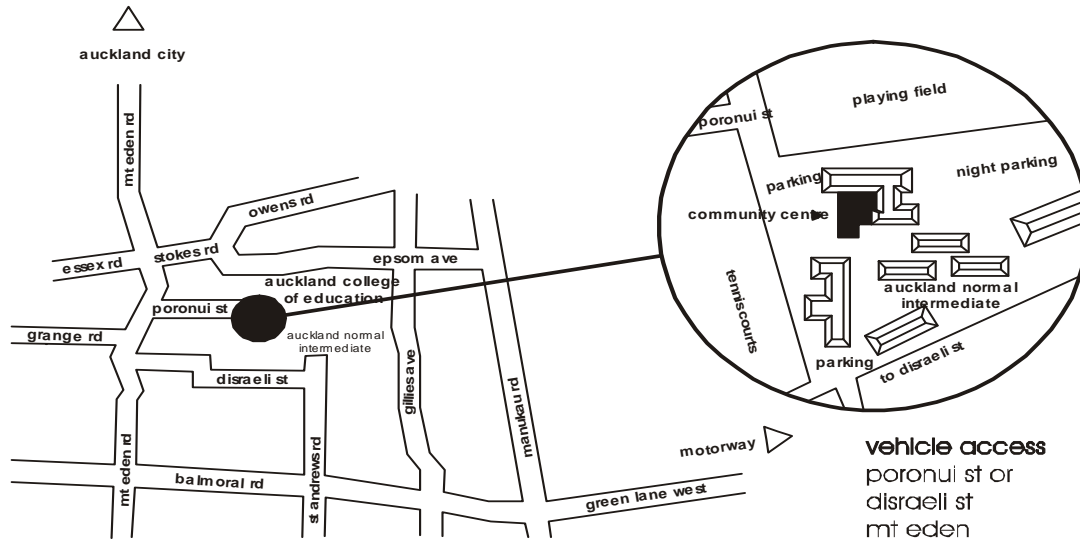 auckland city
mt eden rd
owens rd
stokes rd
essex rd
epsom ave
auckland college
of education
poronui st
grange rd
auckland normal
intermediate
disraeli st
gillies ave
manukau rd
mt eden rd
balmoral rd
st andrews rd
green lane west
motorway
playing field
poronui st
night parking
parking
community centre
tennis courts
auckland normal
intermediate
parking
to disraeli st
vehicle access
poronui st or
disraeli st
mt eden